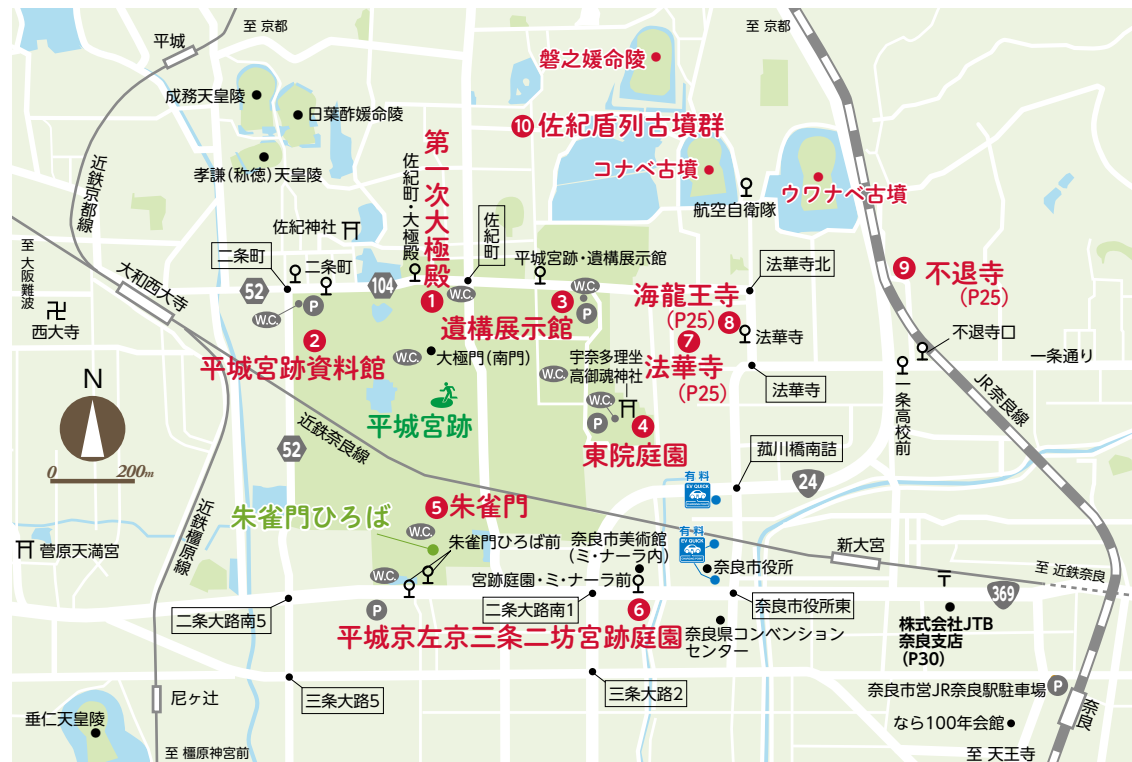 至 京都
平城
成務天皇陵
日葉酢媛命陵
孝謙(称徳)天皇陵
近鉄京都線
佐紀神社
佐紀町・大極殿
第一次大極殿
佐紀町
磐之媛命陵
⑩佐紀盾列古墳群
コナベ古墳
ウワナベ古墳
航空自衛隊
至 京都
至 大阪難波
大和西大寺
西大寺
二条町
二条町
52
104
W.C.
P
W.C.
①
W.C.
平城宮跡・遺構展示館
W.C.
③
P
遺構展示館
②
平城宮跡資料館
W.C.
大極門(南門)
平城宮跡
法華寺北
海龍王寺
(P25)
⑧
⑦
法華寺
(P25)
法華寺
法華寺
⑨
不退寺
(P25)
不退寺口
一条通り
一条高校前
JR奈良線
W.C.
宇奈多理坐
高御魂神社
W.C.
P
④
東院庭園
菰川橋南詰
24
有料
EV QUICK
N
0 200m
52
近鉄奈良線
近鉄橿原線
菅原天満宮
⑤朱雀門
朱雀門ひろば
W.C.
朱雀門ひろば前
W.C.
P
奈良市美術館
(ミ・ナーラ内)
宮跡庭園・ミ・ナーラ前
有料
EV QUICK
奈良市役所
新大宮
至 近鉄奈良
369
二条大路南5
二条大路南1
奈良市役所東
⑥
平城京左京三条二坊宮跡庭園
奈良県コンベンション
センター
株式会社JTB
奈良支店
(P30)
尼ヶ辻
三条大路5
三条大路2
奈良市営JR奈良駅駐車場
P
奈良
なら100年会館
垂仁天皇陵
至 橿原神宮前
至 天王寺